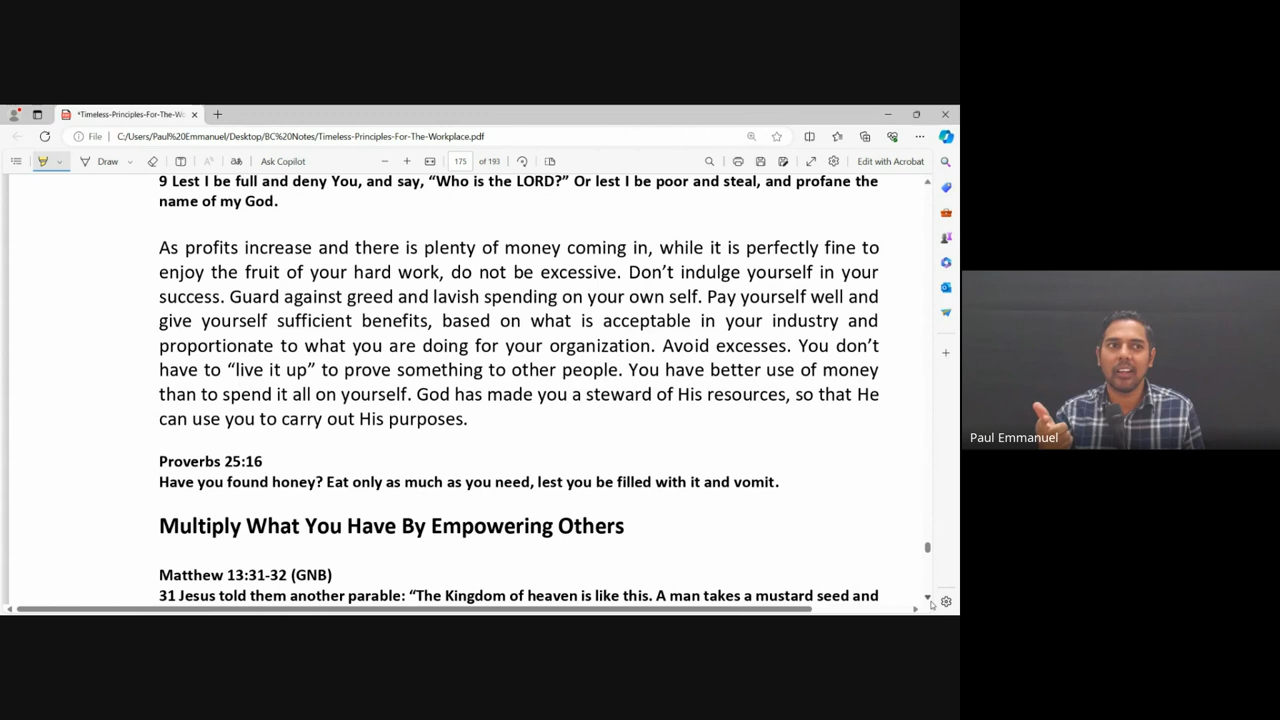 *Timeless-Principles-For-The-Wo
File
C:/Users/Paul%20Emmanuel/Desktop/BC%20Notes/Timeless-Principles-For-The-Workplace.pdf
Draw
Ask Copilot
175 of 193
Edit with Acrobat
9 Lest I be full and deny You, and say, “Who is the LORD?” Or lest I be poor and steal, and profane the
name of my God.
As profits increase and there is plenty of money coming in, while it is perfectly fine to
enjoy the fruit of your hard work, do not be excessive. Don’t indulge yourself in your
success. Guard against greed and lavish spending on your own self. Pay yourself well and
give yourself sufficient benefits, based on what is acceptable in your industry and
proportionate to what you are doing for your organization. Avoid excesses. You don’t
have to “live it up” to prove something to other people. You have better use of money
than to spend it all on yourself. God has made you a steward of His resources, so that He
can use you to carry out His purposes.
Proverbs 25:16
Have you found honey? Eat only as much as you need, lest you be filled with it and vomit.
Multiply What You Have By Empowering Others
Matthew 13:31-32 (GNB)
31 Jesus told them another parable: “The Kingdom of heaven is like this. A man takes a mustard seed and
Paul Emmanuel